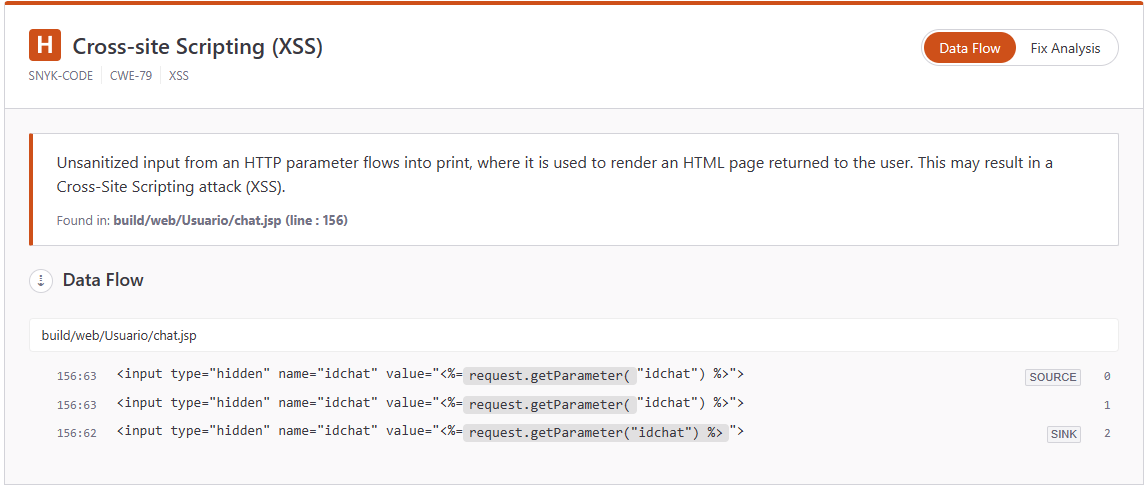 H Cross-site Scripting (XSS)
Data Flow Fix Analysis
SNYK-CODE CWE-79 XSS
Unsanitized input from an HTTP parameter flows into print, where it is used to render an HTML page returned to the user. This may result in a
Cross-Site Scripting attack (XSS).
Found in: build/web/Usuario/chat.jsp (line : 156)
Data Flow
build/web/Usuario/chat.jsp
156:63 <input type="hidden" name="idchat" value="<%=request.getParameter("idchat") %>"> SOURCE 0
156:63 <input type="hidden" name="idchat" value="<%=request.getParameter("idchat") %>"> 1
156:62 <input type="hidden" name="idchat" value="<%=request.getParameter("idchat") %>"> SINK 2